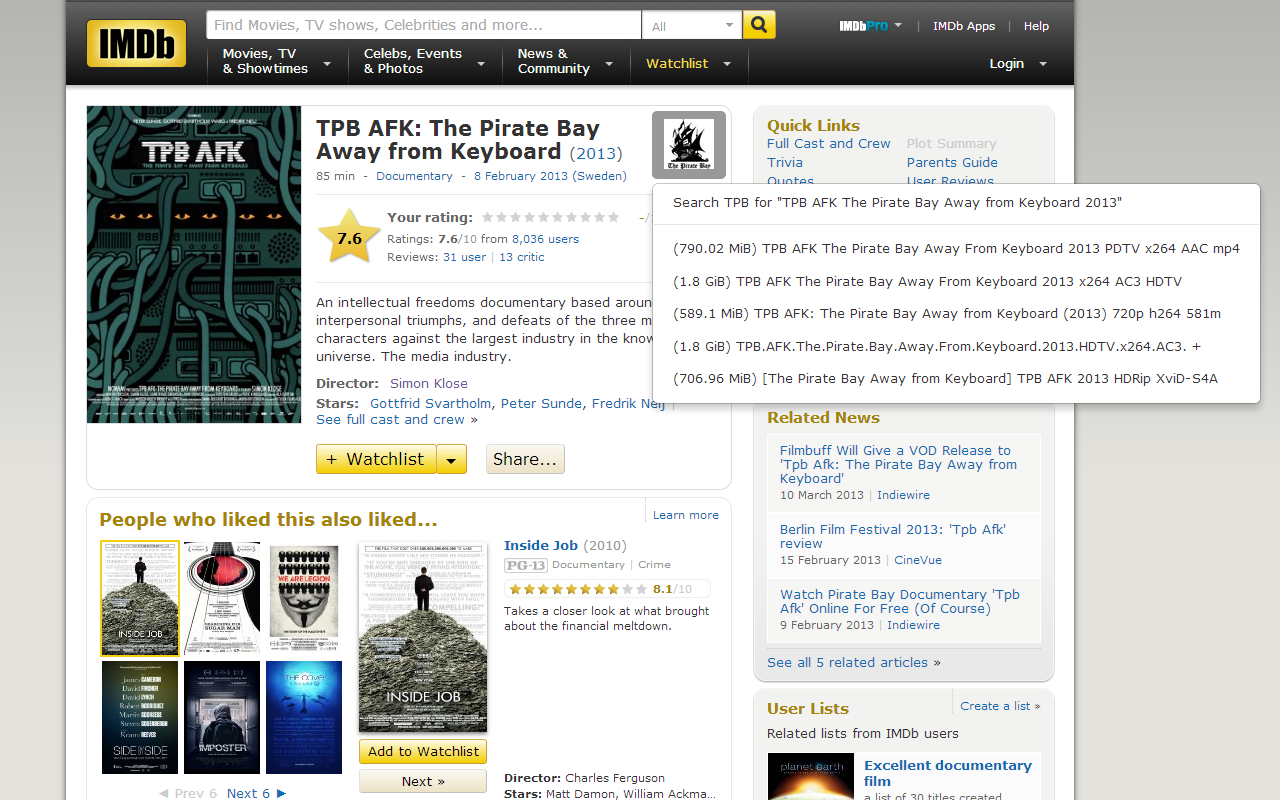 IMDb
Find Movies, TV shows, Celebrities and more...
All
IMDbPro
IMDb Apps
Help
Movies, TV
& Showtimes
Celebs, Events
& Photos
News &
Community
Watchlist
Login
TPB AFK
TPB AFK: The Pirate Bay
Away from Keyboard (2013)
85 min - Documentary - 8 February 2013 (Sweden)
The Pirate Bay
7.6
Your rating:
-/
Ratings: 7.6/10 from 8,036 users
Reviews: 31 user | 13 critic
An intellectual freedoms documentary based aroun
interpersonal triumphs, and defeats of the three m
characters against the largest industry in the know
universe. The media industry.
Director: Simon Klose
Stars: Gottfrid Svartholm, Peter Sunde, Fredrik Neij |
See full cast and crew »
+ Watchlist
Share...
Quick Links
Full Cast and Crew
Plot Summary
Trivia
Parents Guide
Quotes
User Reviews
Search TPB for "TPB AFK The Pirate Bay Away from Keyboard 2013"
(790.02 MiB) TPB AFK The Pirate Bay Away From Keyboard 2013 PDTV x264 AAC mp4
(1.8 GiB) TPB AFK The Pirate Bay Away From Keyboard 2013 x264 AC3 HDTV
(589.1 MiB) TPB AFK: The Pirate Bay Away from Keyboard (2013) 720p h264 581m
(1.8 GiB) TPB.AFK.The.Pirate.Bay.Away.From.Keyboard.2013.HDTV.x264.AC3. +
(706.96 MiB) [The Pirate Bay Away from Keyboard] TPB AFK 2013 HDRip XviD-S4A
Related News
Filmbuff Will Give a VOD Release to
'Tpb Afk: The Pirate Bay Away from
Keyboard'
10 March 2013 | Indiewire
Berlin Film Festival 2013: 'Tpb Afk'
review
15 February 2013 | CineVue
Watch Pirate Bay Documentary 'Tpb
Afk' Online For Free (Of Course)
9 February 2013 | Indiewire
See all 5 related articles »
User Lists
Create a list »
Related lists from IMDb users
planet earth
Excellent documentary
film
a list of 30 titles created
People who liked this also liked...
Learn more
INSIDE JOB
WE ARE LEGION
SIDE BY SIDE
IMPOSTER
THE COVE
INSIDE JOB
Inside Job (2010)
PG-13 Documentary | Crime
8.1/10
Takes a closer look at what brought
about the financial meltdown.
Add to Watchlist
Next »
Director: Charles Ferguson
Stars: Matt Damon, William Ackma...
◄ Prev 6 Next 6 ►